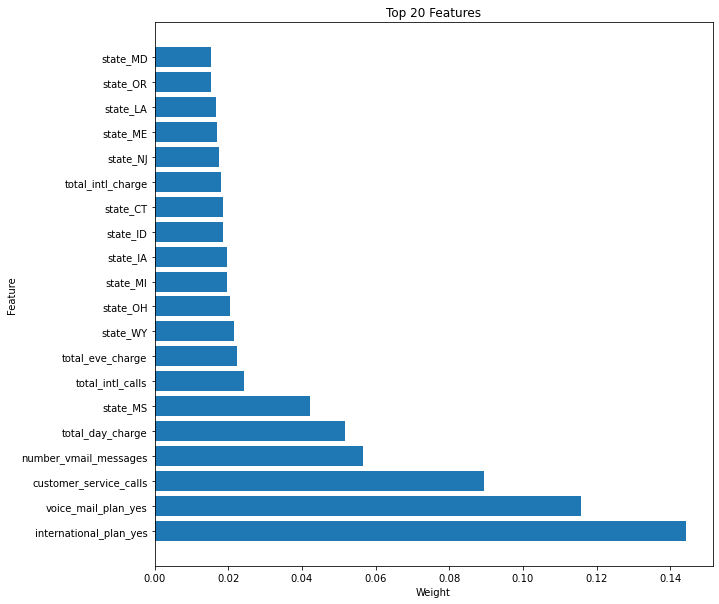 Top 20 Features
state_MD
state_OR
state_LA
state_ME
state_NJ
total_intl_charge
state_CT
state_ID
state_IA
state_MI
state_OH
state_WY
total_eve_charge
total_intl_calls
state_MS
total_day_charge
number_vmail_messages
customer_service_calls
voice_mail_plan_yes
international_plan_yes
Feature
0.00 0.02 0.04 0.06 0.08 0.10 0.12 0.14
Weight